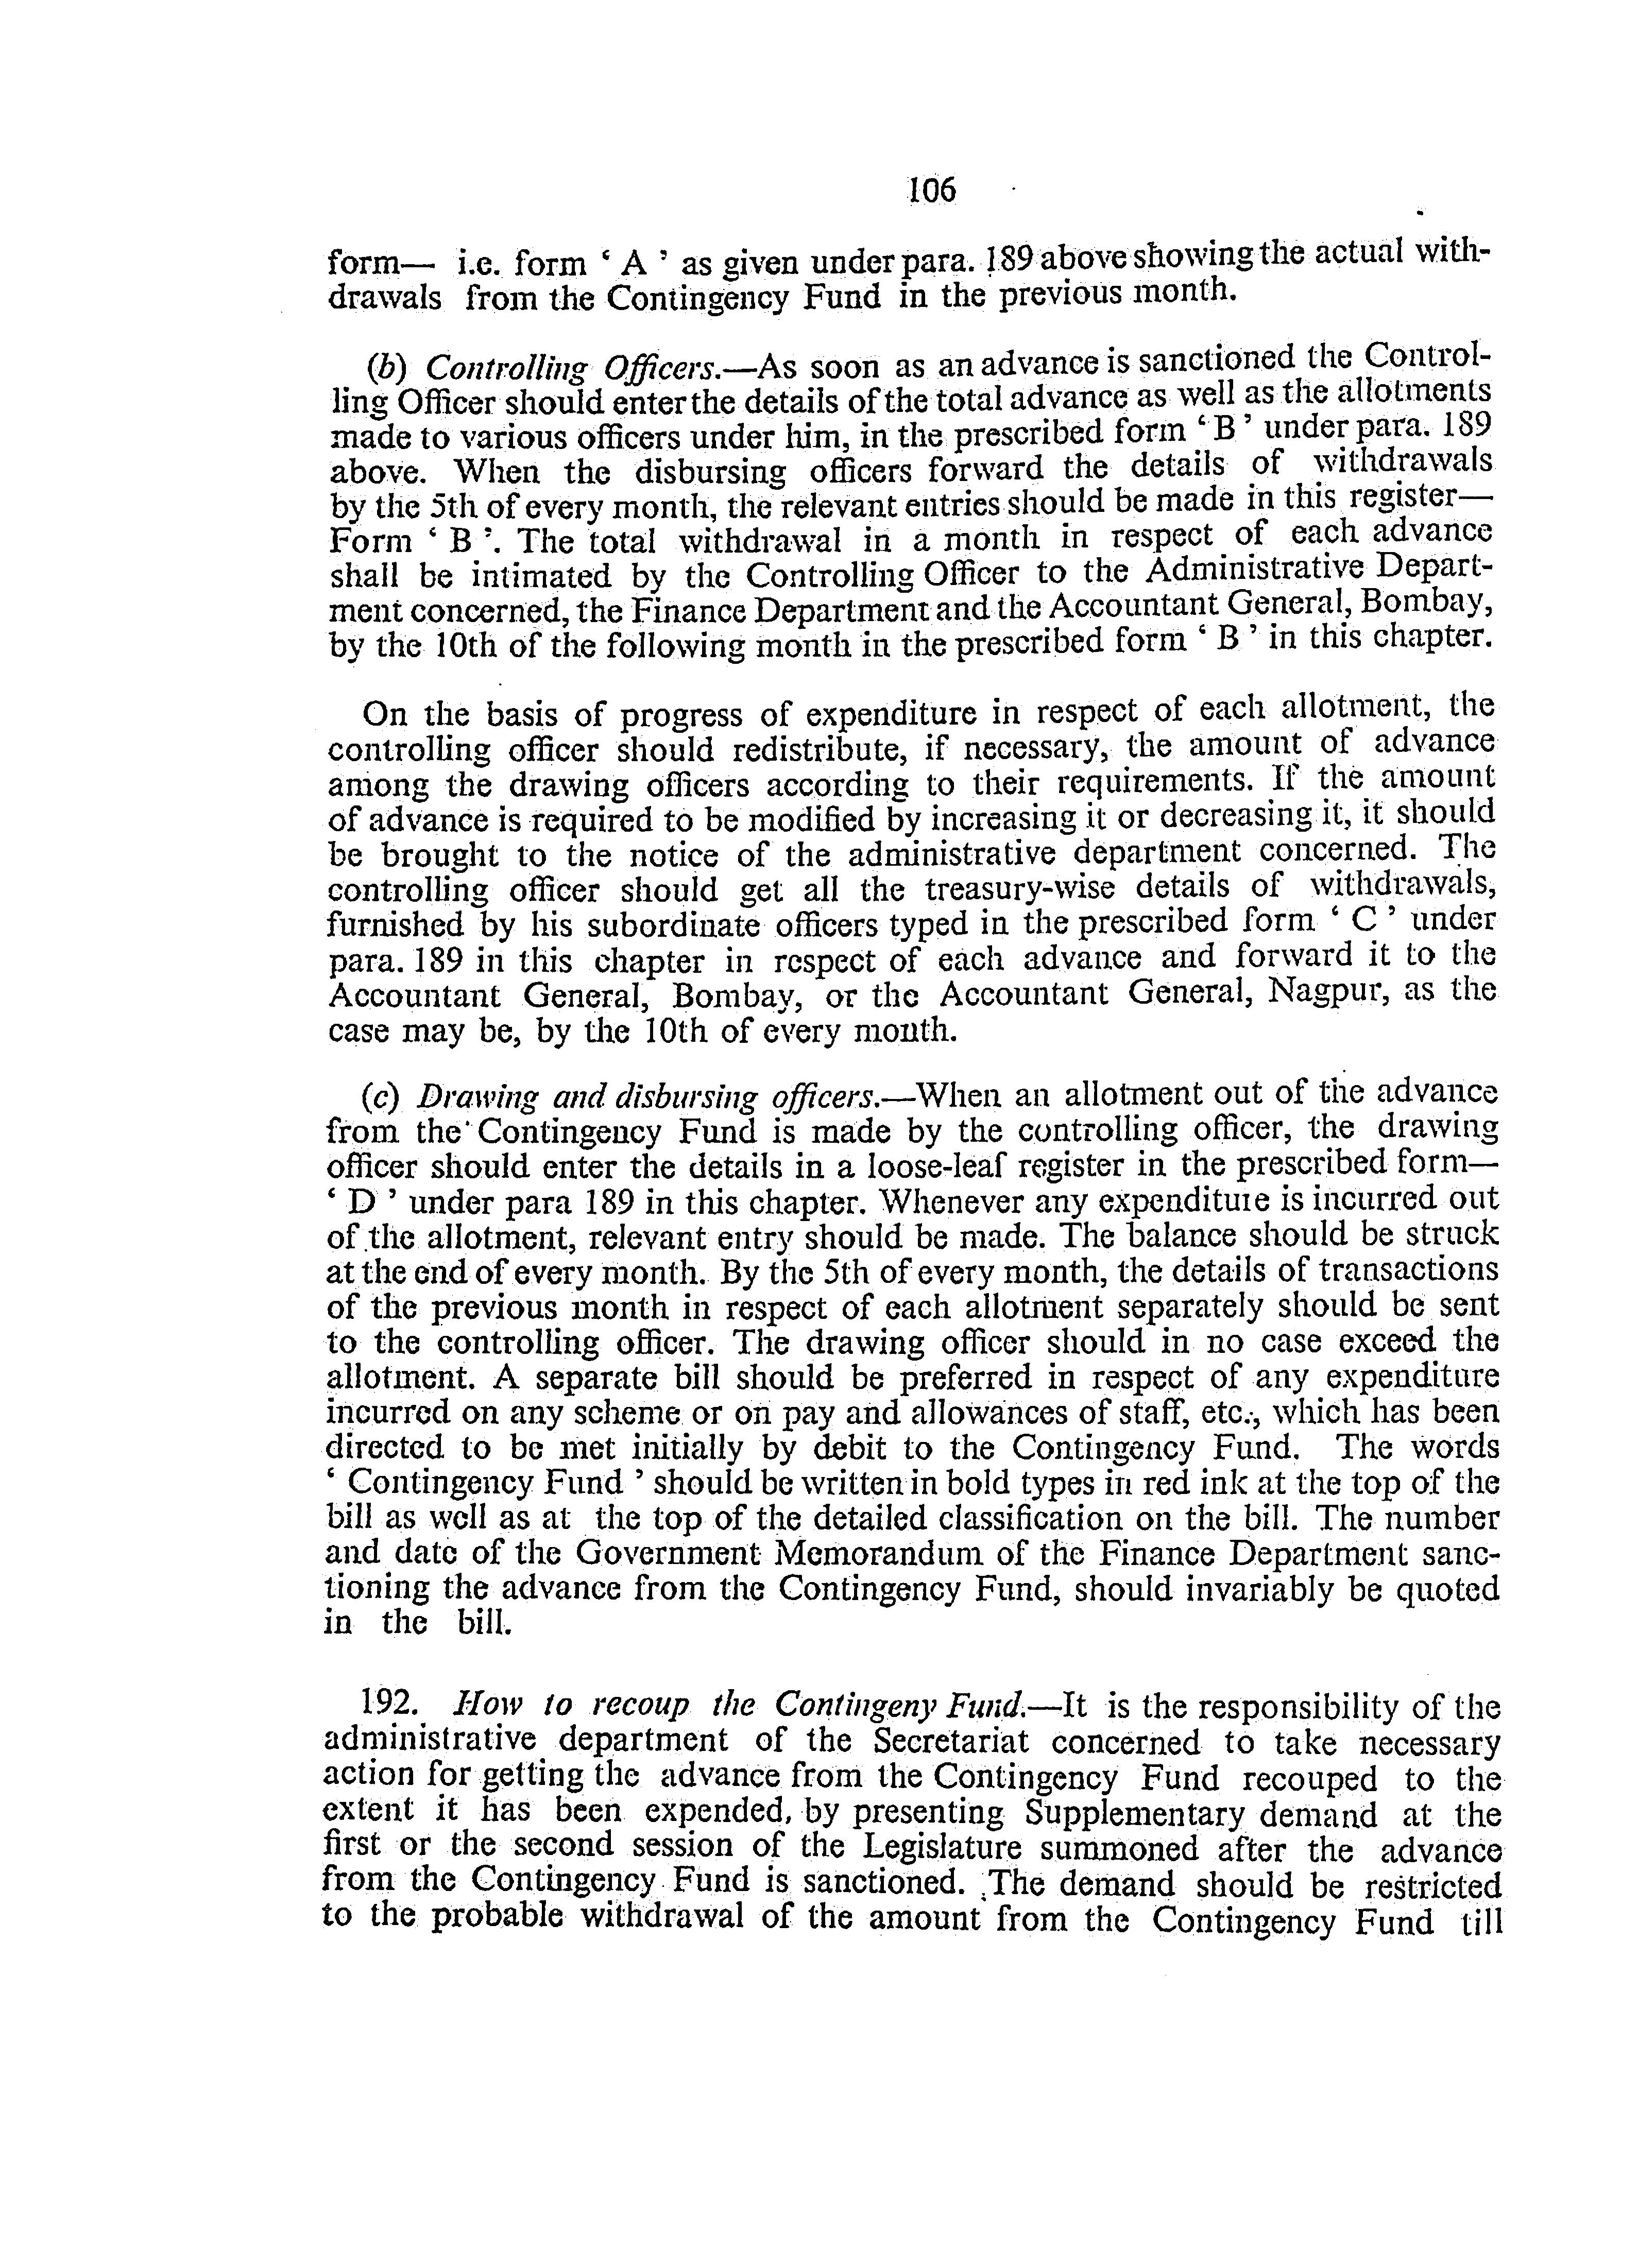 106
form— i.e. form ‘ A ’ as given under para. 189 above showing the actual with-
drawals from the Contingency Fund in the previous month.
(b) Controlling Officers.—As soon as an advance is sanctioned the Control-
ling Officer should enter the details of the total advance as well as the allotments
made to various officers under him, in the prescribed form ‘ B ’ under para. 189
above. When the disbursing officers forward the details of withdrawals
by the 5th of every month, the relevant entries should be made in this register—
Form ‘ B ’. The total withdrawal in a month in respect of each advance
shall be intimated by the Controlling Officer to the Administrative Depart-
ment concerned, the Finance Department and the Accountant General, Bombay,
by the 10th of the following month in the prescribed form ‘ B ’ in this chapter.
On the basis of progress of expenditure in respect of each allotment, the
controlling officer should redistribute, if necessary, the amount of advance
among the drawing officers according to their requirements. If the amount
of advance is required to be modified by increasing it or decreasing it, it should
be brought to the notice of the administrative department concerned. The
controlling officer should get all the treasury-wise details of withdrawals,
furnished by his subordinate officers typed in the prescribed form ‘ C ’ under
para. 189 in this chapter in respect of each advance and forward it to the
Accountant General, Bombay, or the Accountant General, Nagpur, as the
case may be, by the 10th of every month.
(c) Drawing and disbursing officers.—When an allotment out of the advance
from the Contingency Fund is made by the controlling officer, the drawing
officer should enter the details in a loose-leaf register in the prescribed form—
‘ D ’ under para 189 in this chapter. Whenever any expenditure is incurred out
of the allotment, relevant entry should be made. The balance should be struck
at the end of every month. By the 5th of every month, the details of transactions
of the previous month in respect of each allotment separately should be sent
to the controlling officer. The drawing officer should in no case exceed the
allotment. A separate bill should be preferred in respect of any expenditure
incurred on any scheme or on pay and allowances of staff, etc., which has been
directed to be met initially by debit to the Contingency Fund. The words
‘ Contingency Fund ’ should be written in bold types in red ink at the top of the
bill as well as at the top of the detailed classification on the bill. The number
and date of the Government Memorandum of the Finance Department sanc-
tioning the advance from the Contingency Fund, should invariably be quoted
in the bill.
192. How to recoup the Contingeny Fund.—It is the responsibility of the
administrative department of the Secretariat concerned to take necessary
action for getting the advance from the Contingency Fund recouped to the
extent it has been expended, by presenting Supplementary demand at the
first or the second session of the Legislature summoned after the advance
from the Contingency Fund is sanctioned. The demand should be restricted
to the probable withdrawal of the amount from the Contingency Fund till